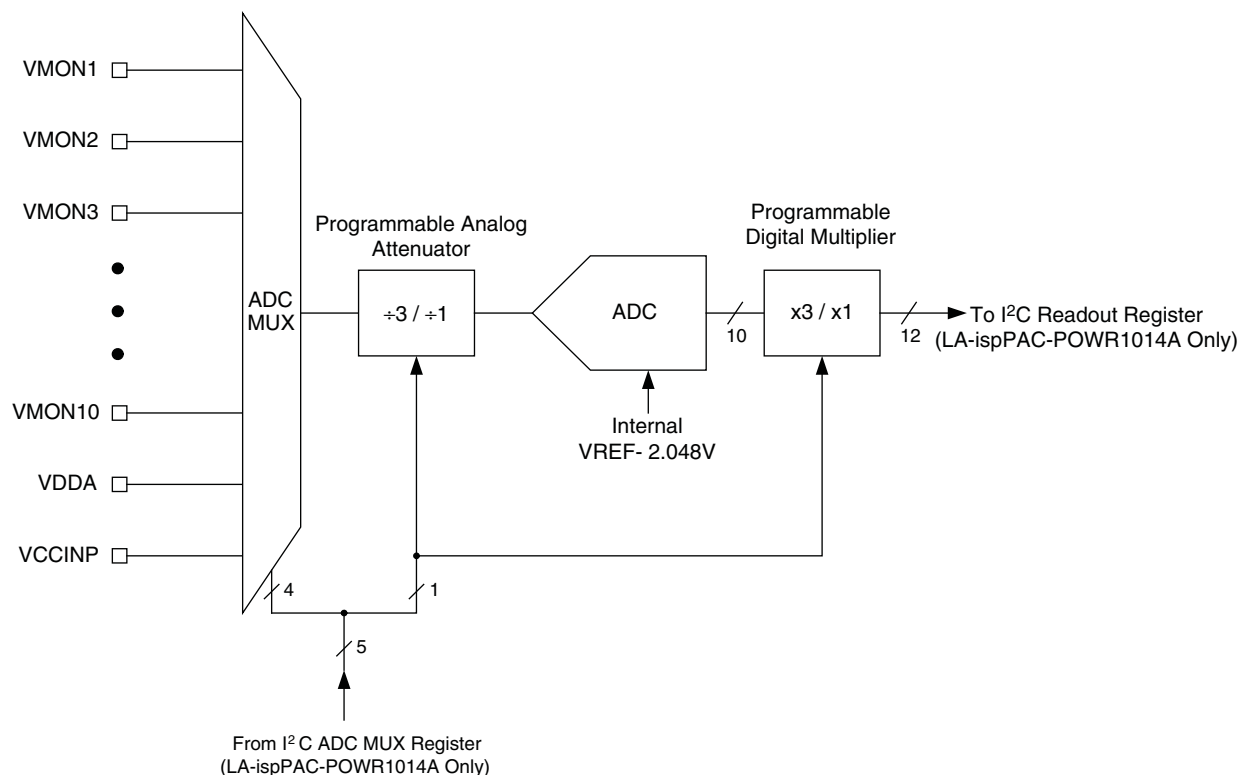 VMON1
VMON2
VMON3
VMON10
VDDA
VCCINP
ADC
MUX
Programmable Analog
Attenuator
÷3 / ÷1
ADC
10
Internal
VREF- 2.048V
Programmable
Digital Multiplier
x3 / x1
12
To I²C Readout Register
(LA-ispPAC-POWR1014A Only)
4
1
5
From I² C ADC MUX Register
(LA-ispPAC-POWR1014A Only)